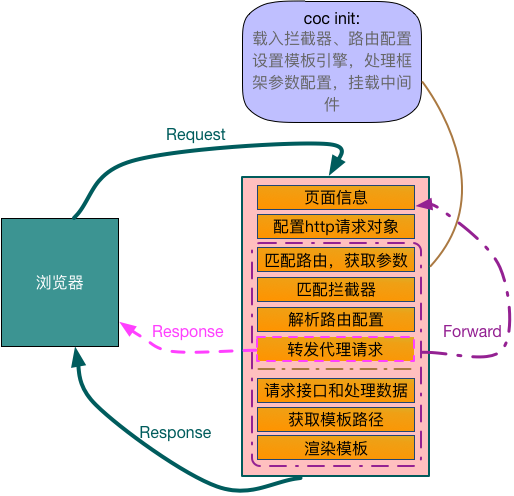 coc init:
载入拦截器、路由配置
设置模板引擎，处理框
架参数配置，挂载中间
件
Request
页面信息
配置http请求对象
匹配路由，获取参数
浏览器
匹配拦截器
解析路由配置
Response
转发代理请求
Forward
请求接口和处理数据
获取模板路径
Response
渲染模板